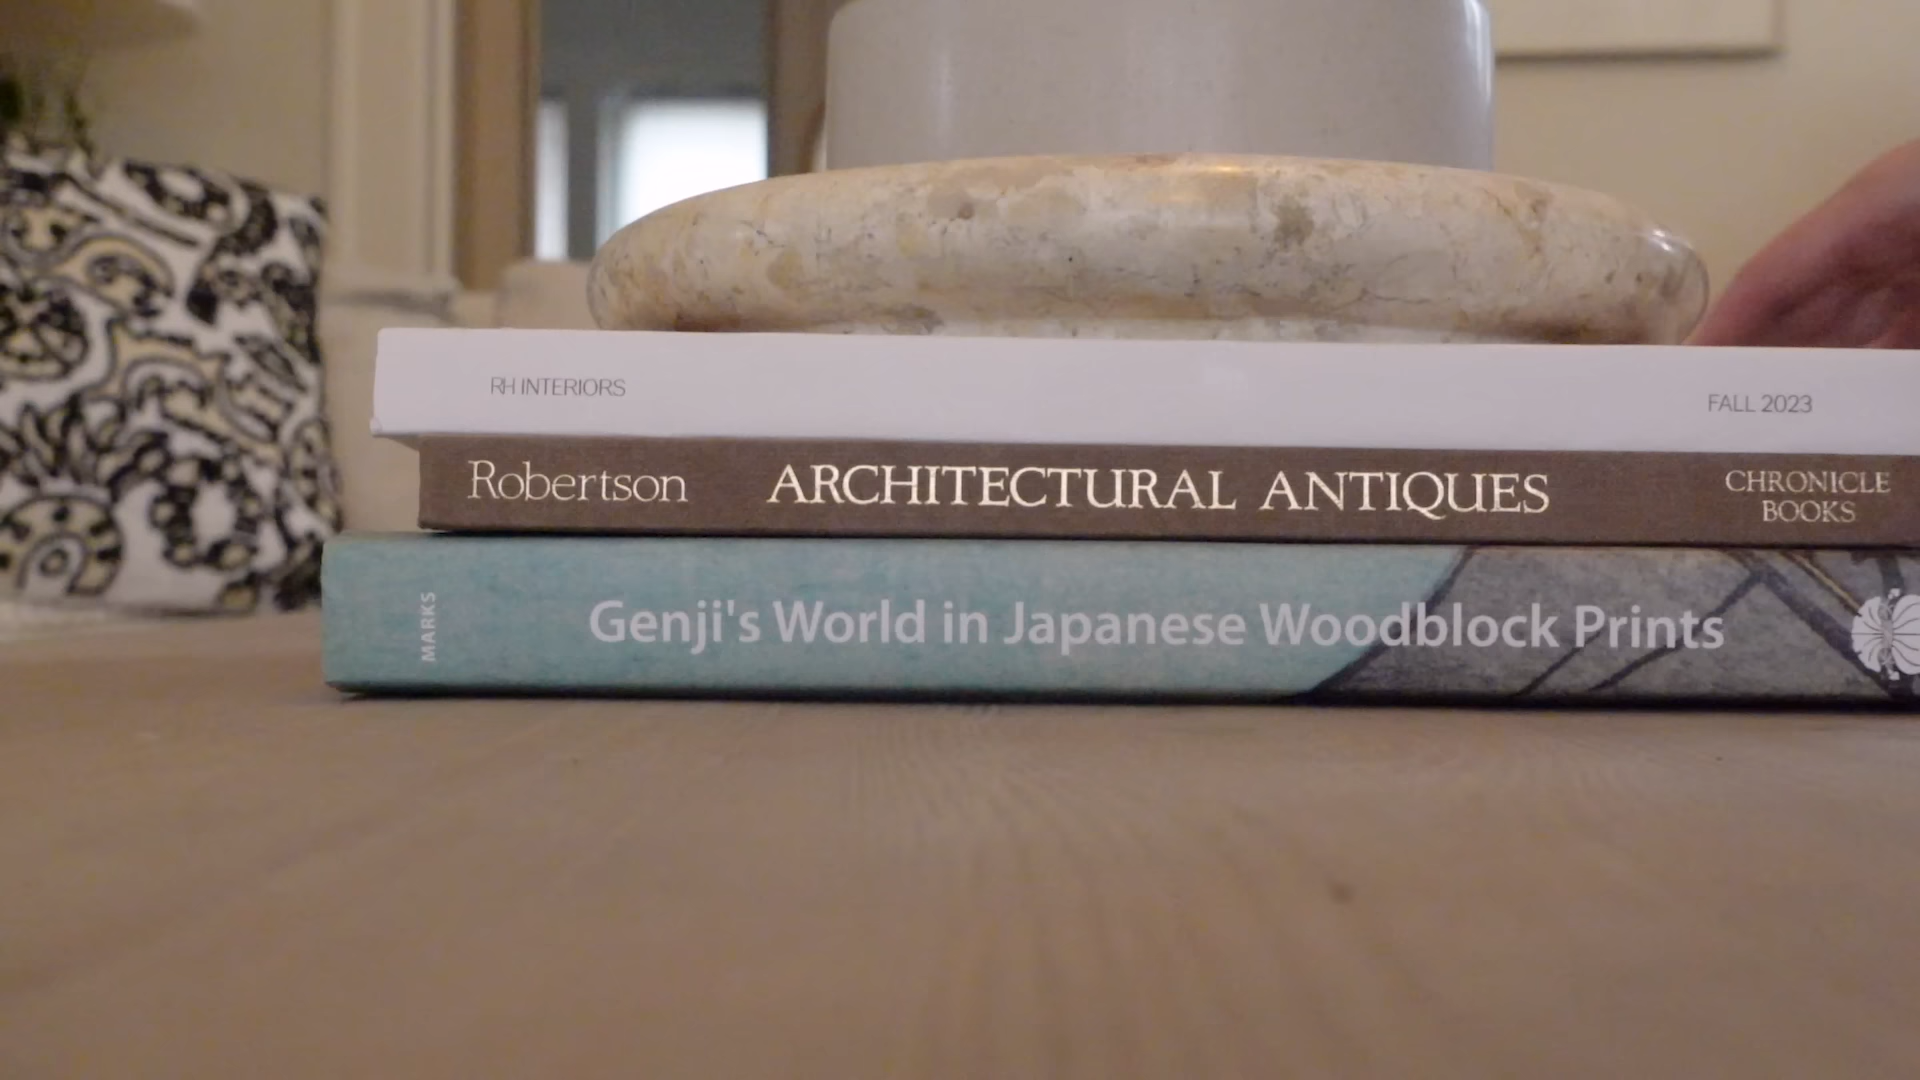 RH INTERIORS
FALL 2023
Robertson ARCHITECTURAL ANTIQUES
CHRONICLE
BOOKS
MARKS
Genji's World in Japanese Woodblock Prints